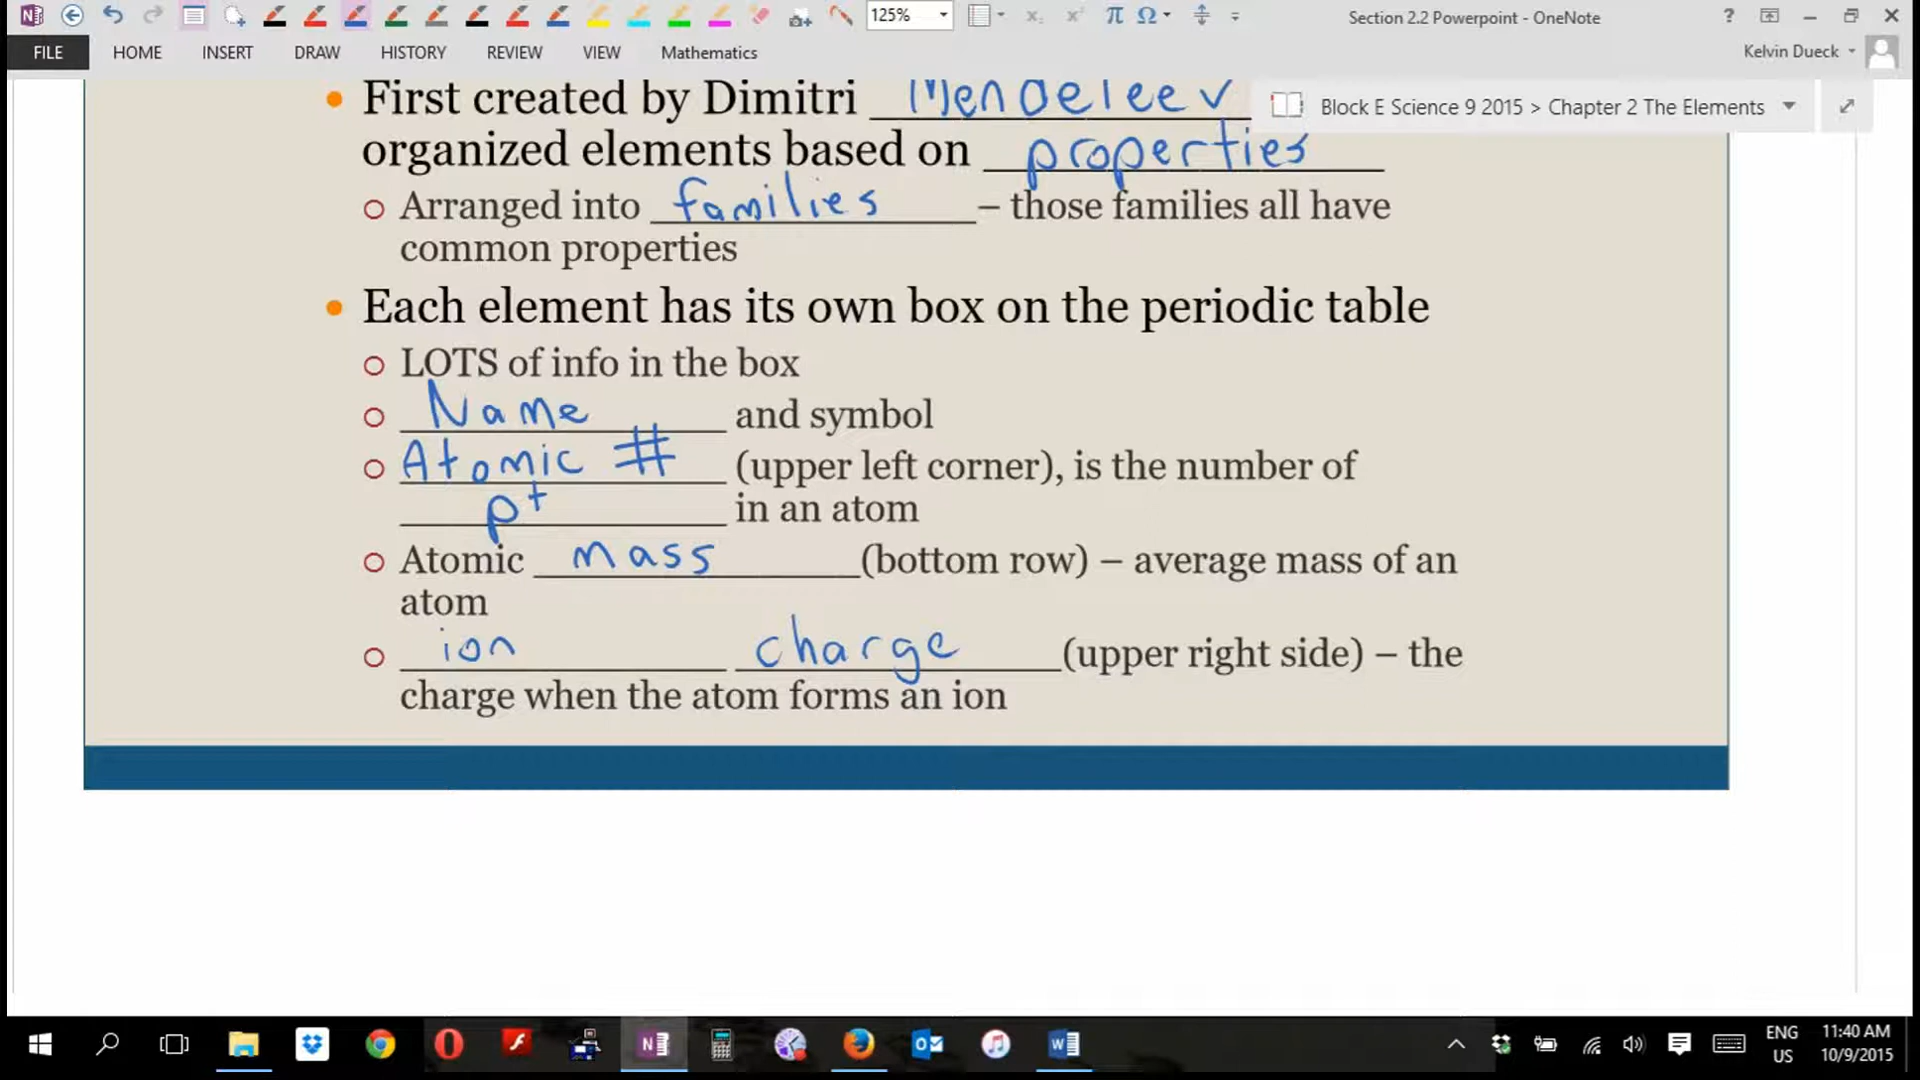 125% π Ω Section 2.2 Powerpoint - OneNote ?
FILE HOME INSERT DRAW HISTORY REVIEW VIEW Mathematics Kelvin Dueck
Block E Science 9 2015 > Chapter 2 The Elements
• First created by Dimitri Mendeleev
organized elements based on properties
○ Arranged into families – those families all have
common properties
• Each element has its own box on the periodic table
○ LOTS of info in the box
○ Name and symbol
○ Atomic # (upper left corner), is the number of
p+ in an atom
○ Atomic mass (bottom row) – average mass of an
atom
○ ion charge (upper right side) – the
charge when the atom forms an ion
ENG 11:40 AM
US 10/9/2015